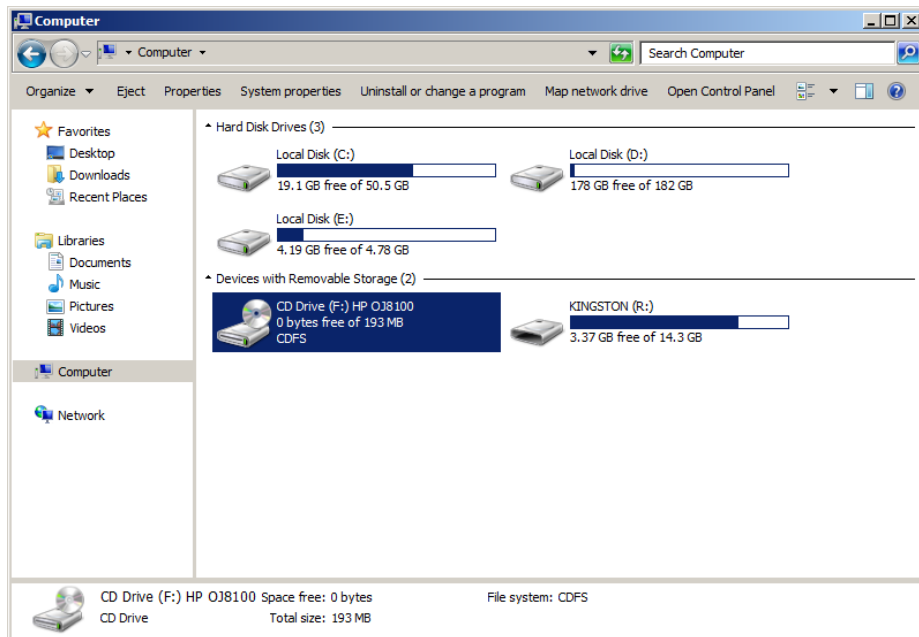 Computer
Computer
Search Computer
Organize Eject Properties System properties Uninstall or change a program Map network drive Open Control Panel
Favorites
Desktop
Downloads
Recent Places
Libraries
Documents
Music
Pictures
Videos
Computer
Network
Hard Disk Drives (3)
Local Disk (C:)
19.1 GB free of 50.5 GB
Local Disk (D:)
178 GB free of 182 GB
Local Disk (E:)
4.19 GB free of 4.78 GB
Devices with Removable Storage (2)
CD Drive (F:) HP OJ8100
0 bytes free of 193 MB
CDFS
KINGSTON (R:)
3.37 GB free of 14.3 GB
CD Drive (F:) HP OJ8100 Space free: 0 bytes File system: CDFS
CD Drive Total size: 193 MB